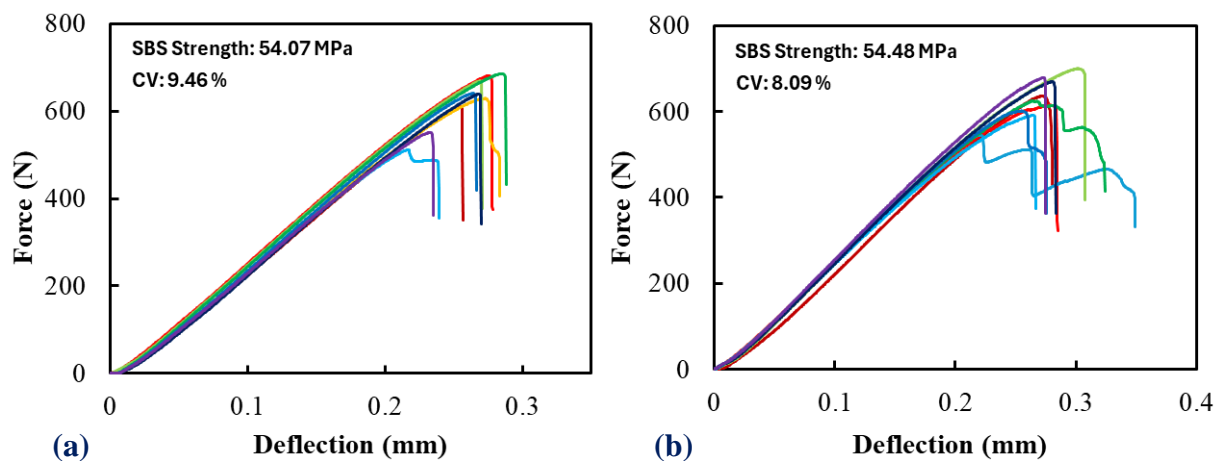 800
SBS Strength: 54.07 MPa
CV: 9.46 %
600
400
200
0
Force (N)
0 0.1 0.2 0.3
(a) Deflection (mm)
800
SBS Strength: 54.48 MPa
CV: 8.09 %
600
400
200
0
Force (N)
0 0.1 0.2 0.3 0.4
(b) Deflection (mm)